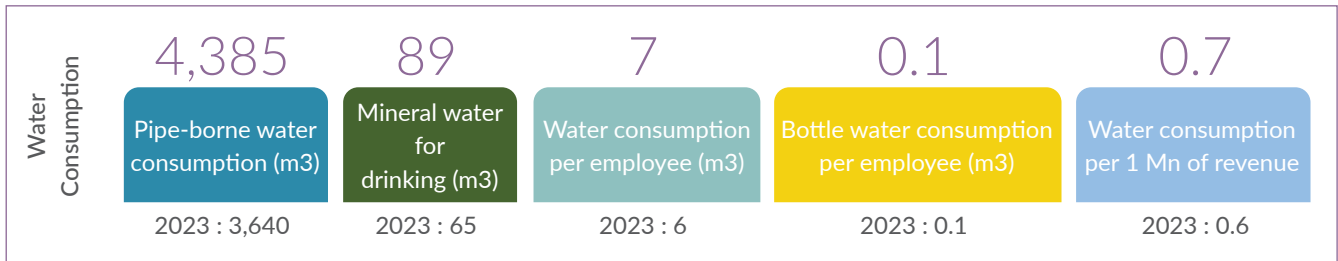 Water
Consumption
4,385
Pipe-borne water
consumption (m3)
2023 : 3,640
89
Mineral water
for
drinking (m3)
2023 : 65
7
Water consumption
per employee (m3)
2023 : 6
0.1
Bottle water consumption
per employee (m3)
2023 : 0.1
0.7
Water consumption
per 1 Mn of revenue
2023 : 0.6